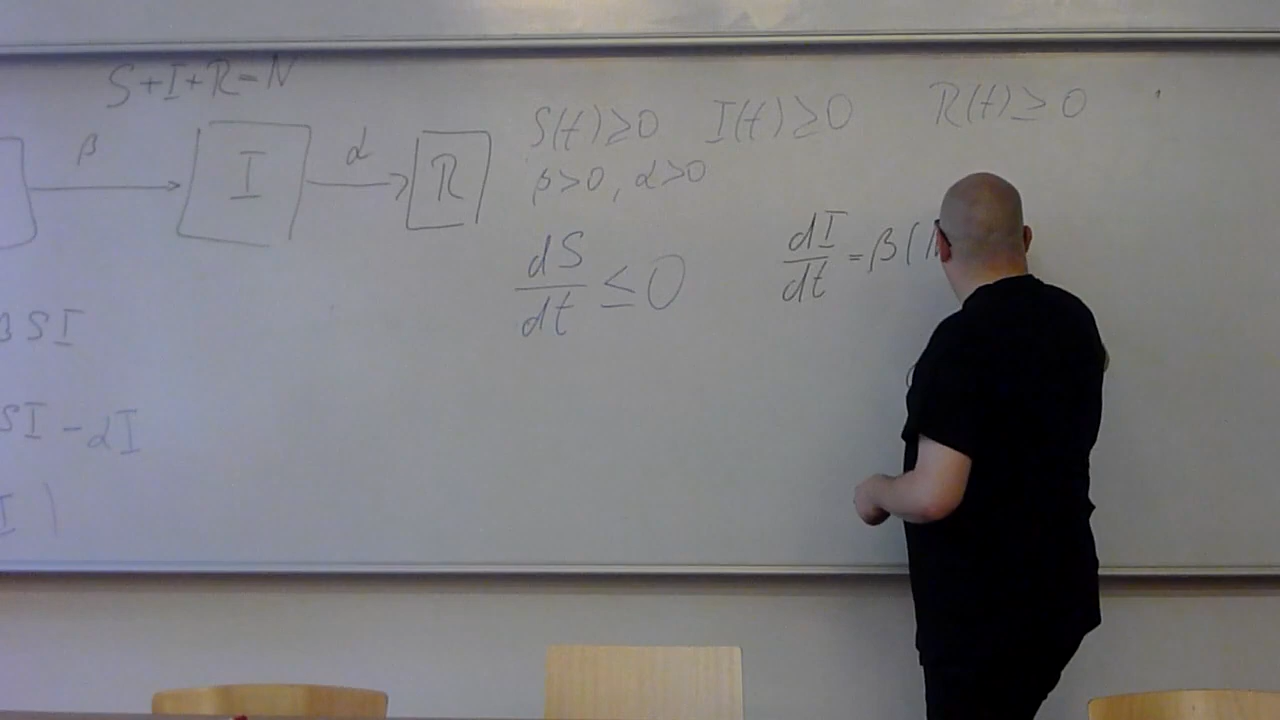 S+I+R=N
S(t)≥0 I(t)≥0 R(t)≥0
β α
I R
β>0, α>0
dS/dt ≤ 0
dI/dt = β(
βSI
SI - αI
I